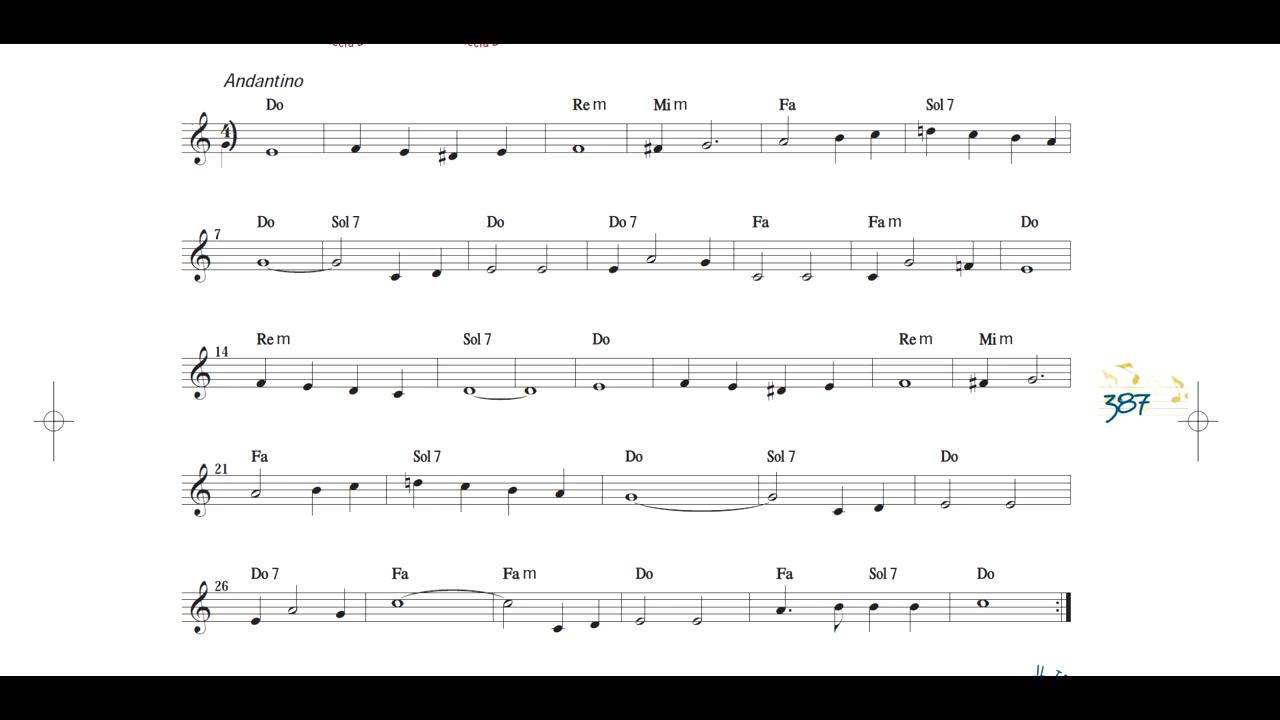 Andantino
Do Re m Mi m Fa Sol 7
4
Do Sol 7 Do Do 7 Fa Fa m Do
7
Re m Sol 7 Do Re m Mi m
14
387
Fa Sol 7 Do Sol 7 Do
21
Do 7 Fa Fa m Do Fa Sol 7 Do
26